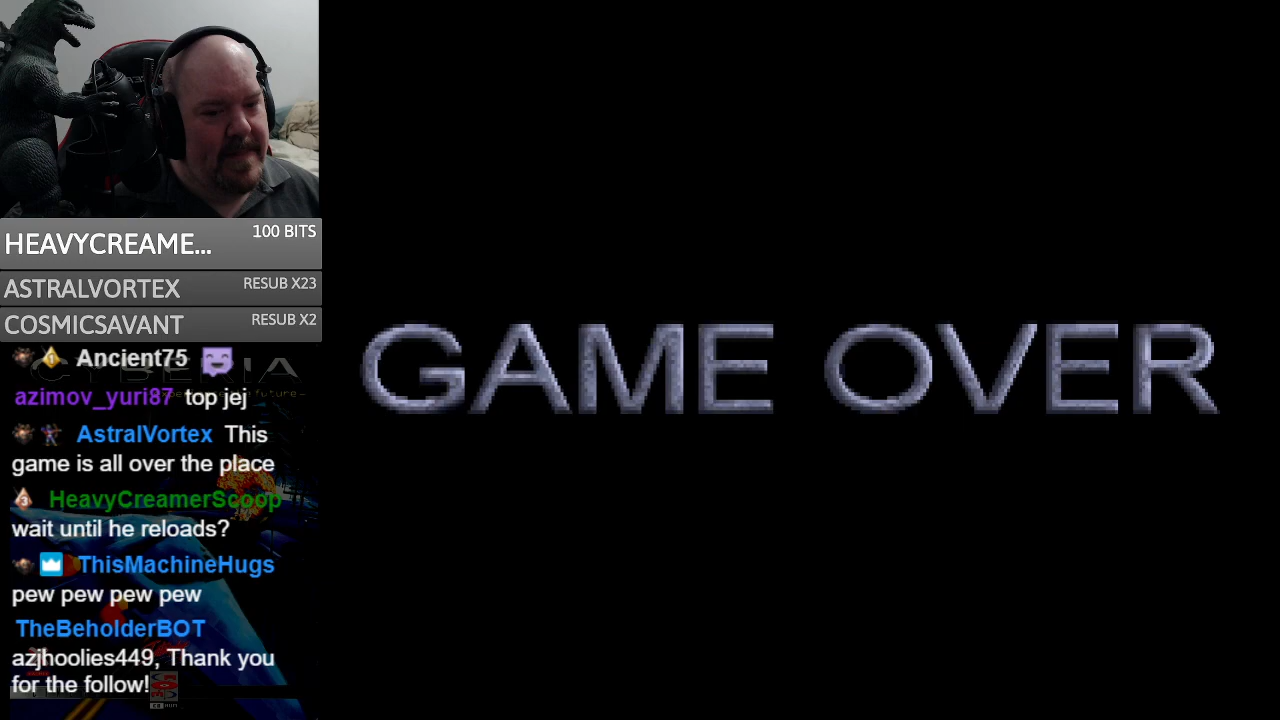 HEAVYCREAME... 100 BITS
ASTRALVORTEX RESUB X23
COSMICSAVANT RESUB X2
Ancient75
CYBERIA
azimov_yuri87 top jej
AstralVortex This
game is all over the place
HeavyCreamerScoop
wait until he reloads?
ThisMachineHugs
pew pew pew pew
TheBeholderBOT
azjhoolies449, Thank you
for the follow!
GAME OVER